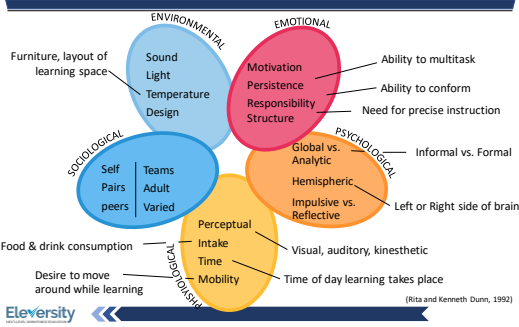 ENVIRONMENTAL
EMOTIONAL
Furniture, layout of
learning space
Sound
Light
Temperature
Design
Motivation
Persistence
Responsibility
Structure
Ability to multitask
Ability to conform
Need for precise instruction
SOCIOLOGICAL
Self
Pairs
peers
Teams
Adult
Varied
PSYCHOLOGICAL
Global vs.
Analytic
Hemispheric
Impulsive vs.
Reflective
Informal vs. Formal
Left or Right side of brain
PHSYIOLOGICAL
Perceptual
Intake
Time
Mobility
Food & drink consumption
Desire to move
around while learning
Visual, auditory, kinesthetic
Time of day learning takes place
(Rita and Kenneth Dunn, 1992)
Eleversity